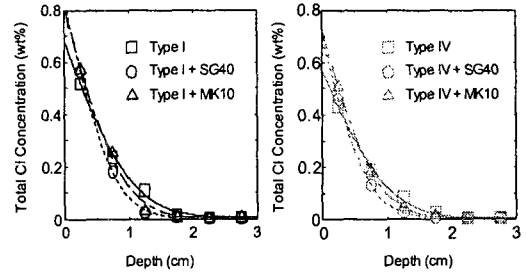 Total Cl Concentration (wt%)
0.8
0.6
0.4
0.2
0
Type I
Type I + SG40
Type I + MK10
0 1 2 3
Depth (cm)
Total Cl Concentration (wt%)
0.8
0.6
0.4
0.2
0
Type IV
Type IV + SG40
Type IV + MK10
0 1 2 3
Depth (cm)